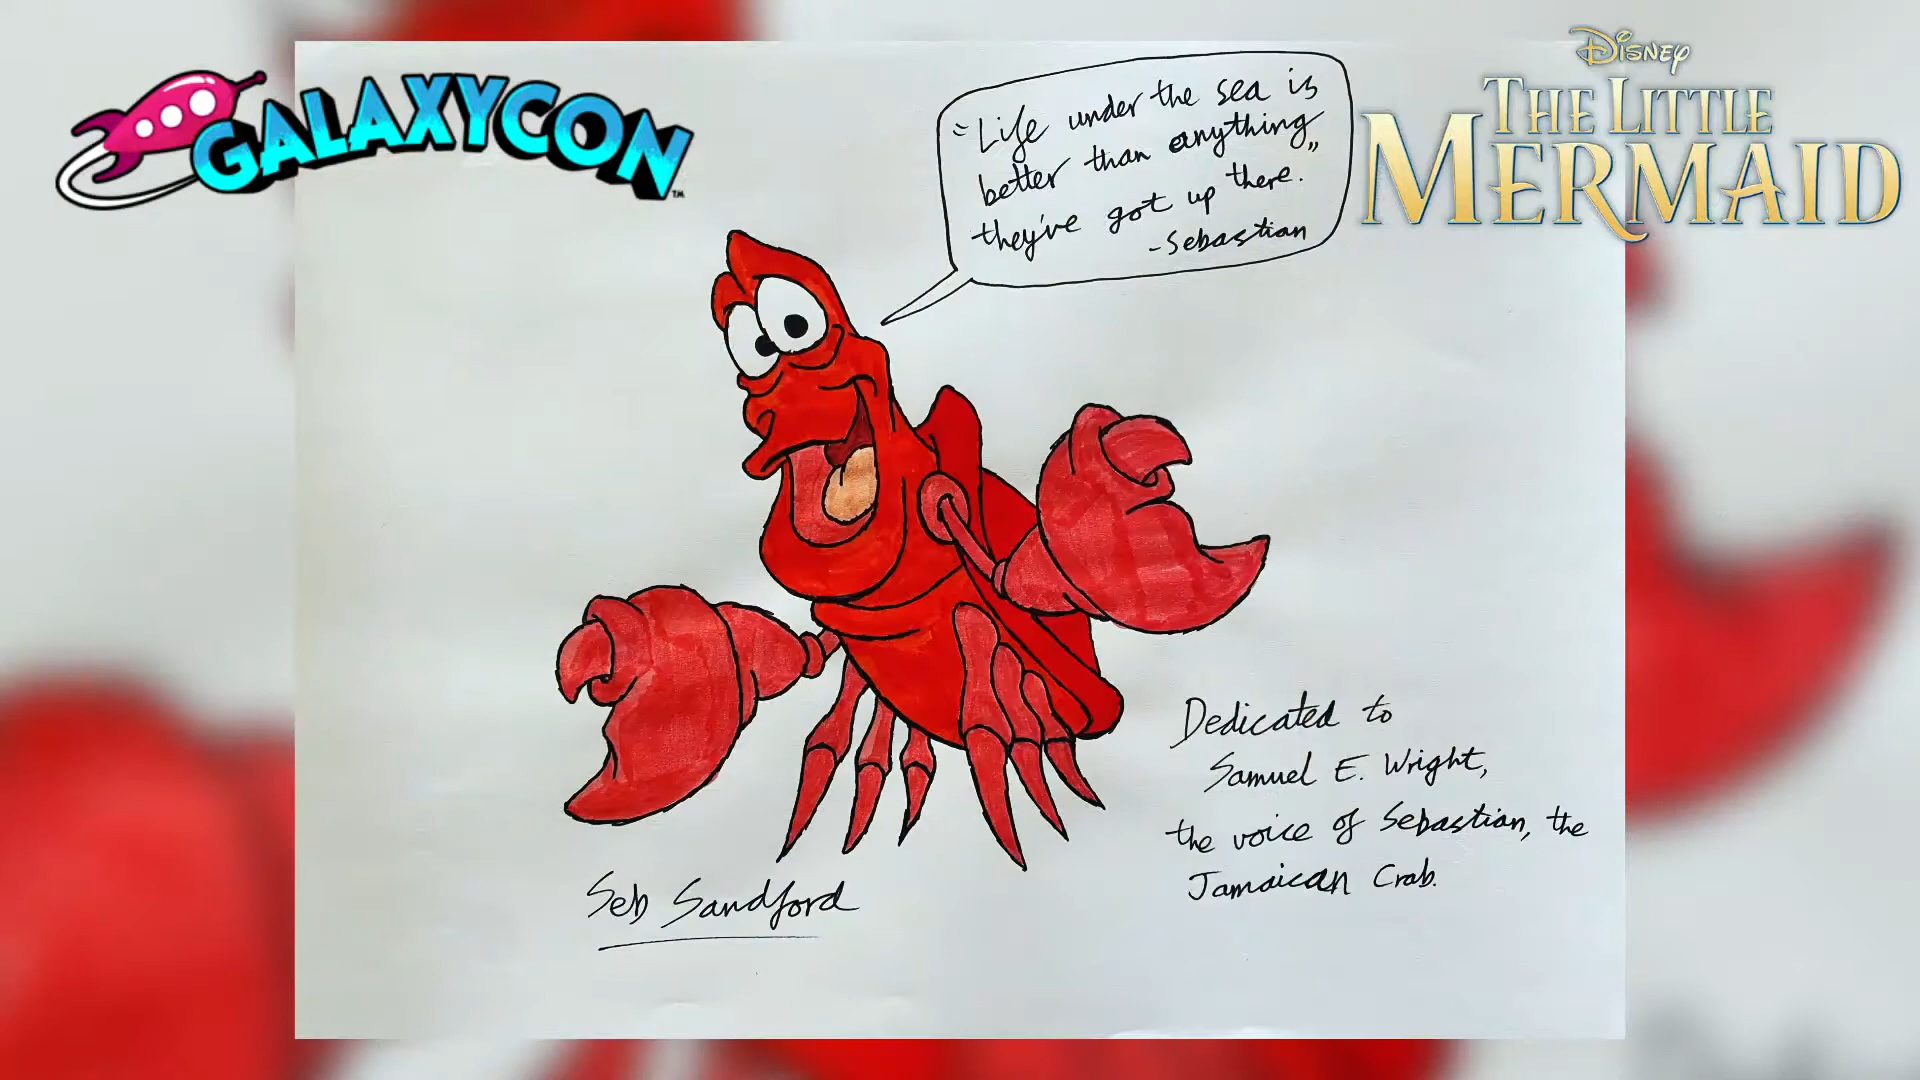 GALAXYCON
TM
DISNEY
THE LITTLE
MERMAID
"Life under the sea is
better than anything
they've got up there."
-Sebastian
Dedicated to
Samuel E. Wright,
the voice of Sebastian, the
Jamaican Crab.
Seb Sandford